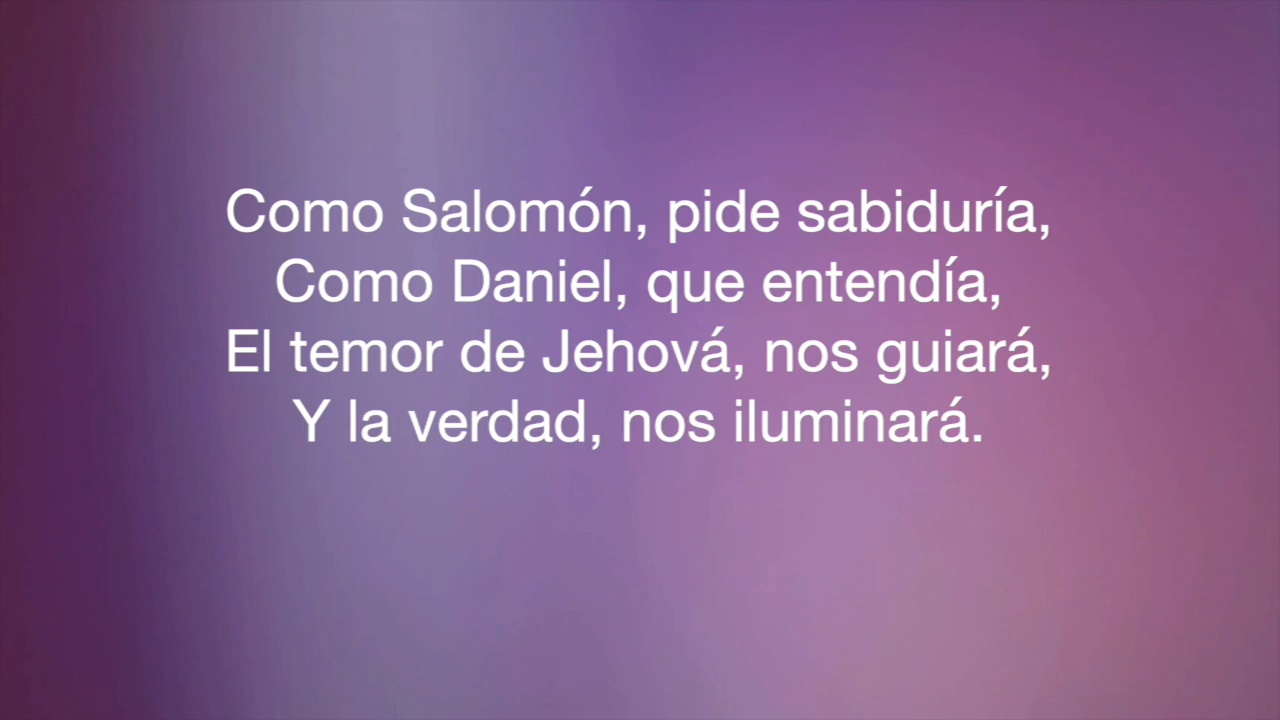 Como Salomón, pide sabiduría,
Como Daniel, que entendía,
El temor de Jehová, nos guiará,
Y la verdad, nos iluminará.